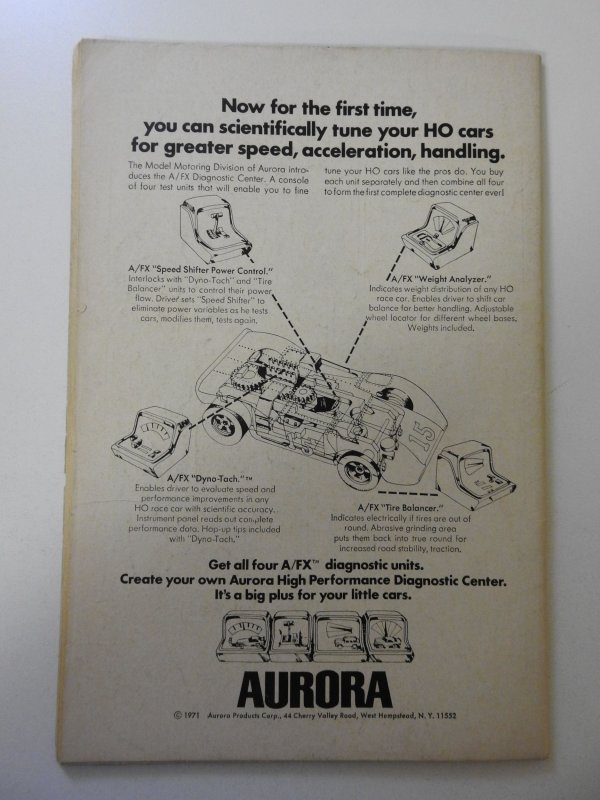 Now for the first time,
you can scientifically tune your HO cars
for greater speed, acceleration, handling.
The Model Motoring Division of Aurora intro-
duces the A/FX Diagnostic Center. A console
of four test units that will enable you to fine
tune your HO cars like the pros do. You buy
each unit separately and then combine all four
to form the first complete diagnostic center ever!
A/FX "Speed Shifter Power Control."
Interlocks with "Dyno-Tach" and "Tire
Balancer" units to control their power
flow. Driver sets "Speed Shifter" to
eliminate power variables as he tests
cars, modifies them, tests again.
A/FX "Weight Analyzer."
Indicates weight distribution of any HO
race car. Enables driver to shift car
balance for better handling. Adjustable
wheel locator for different wheel bases.
Weights included.
15
A/FX "Dyno-Tach."™
Enables driver to evaluate speed and
performance improvements in any
HO race car with scientific accuracy.
Instrument panel reads out complete
performance data. Hop-up tips included
with "Dyno-Tach."
A/FX "Tire Balancer."
Indicates electrically if tires are out of
round. Abrasive grinding area
puts them back into true round for
increased road stability, traction.
Get all four A/FX™ diagnostic units.
Create your own Aurora High Performance Diagnostic Center.
It's a big plus for your little cars.
AURORA
© 1971 Aurora Products Corp., 44 Cherry Valley Road, West Hempstead, N. Y. 11552